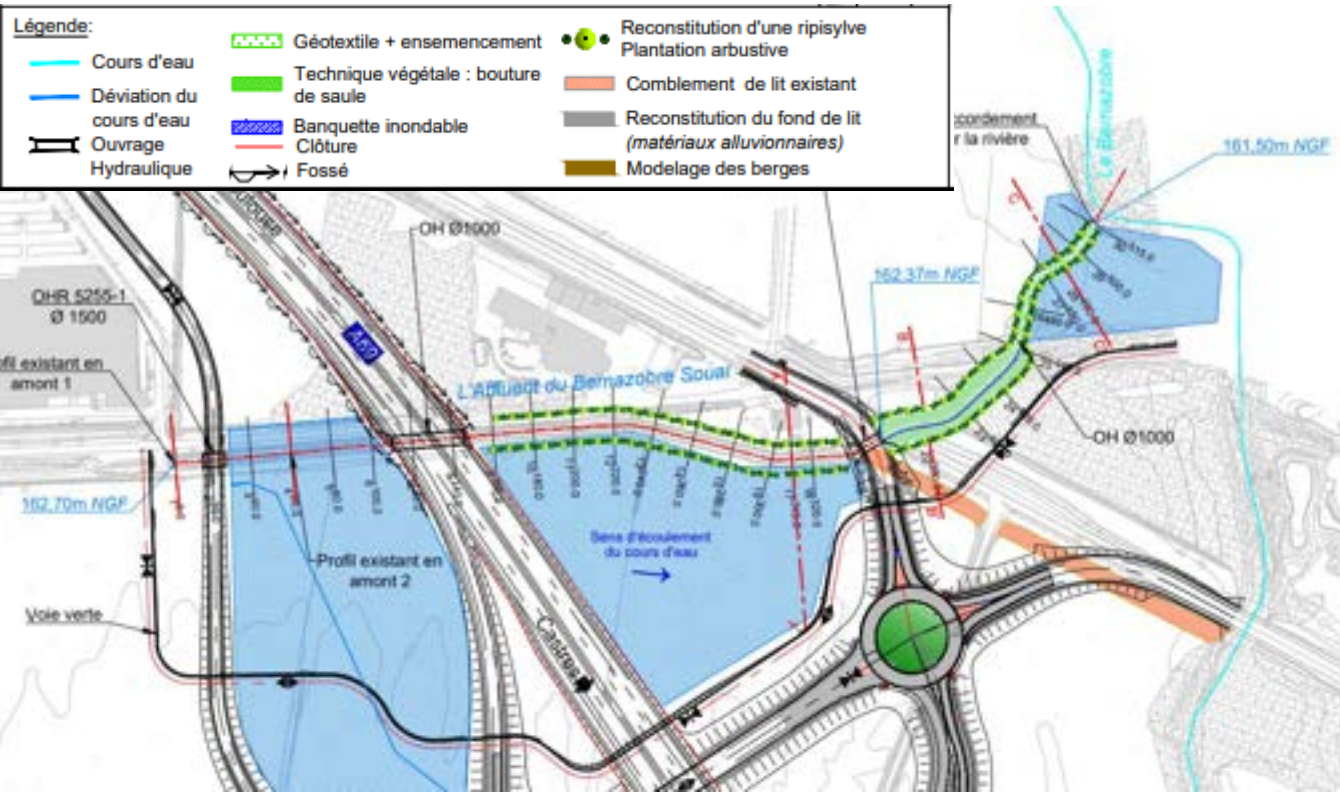 Légende:
Cours d'eau
Déviation du
cours d'eau
Ouvrage
Hydraulique
Géotextile + ensemencement
Technique végétale : bouture
de saule
Banquette inondable
Clôture
Fossé
Reconstitution d'une ripisylve
Plantation arbustive
Comblement de lit existant
Reconstitution du fond de lit
(matériaux alluvionnaires)
Modelage des berges
ccordement
r la rivière
Le Bernazobre
161,50m NGF
OH Ø1000
162.37m NGF
OHR 5255-1
Ø 1500
A69
fil existant en
amont 1
L'Affluent du Bernazobre Soual
OH Ø1000
162.70m NGF
Sens d'écoulement
du cours d'eau
Profil existant en
amont 2
Voie verte
Castres